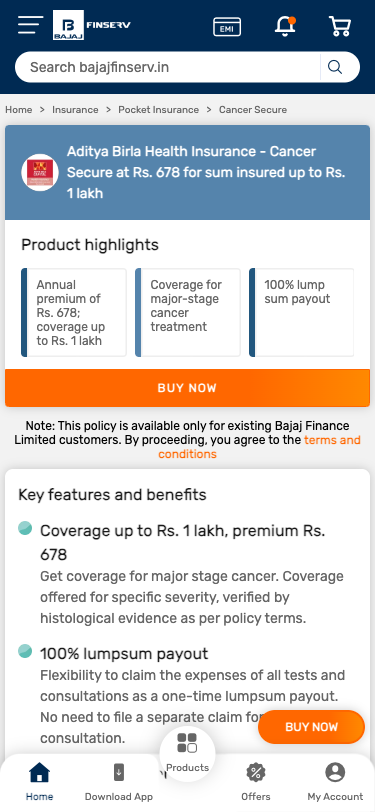 B
BAJAJ
FINSERV
EMI
Search bajajfinserv.in
Home > Insurance > Pocket Insurance > Cancer Secure
Aditya Birla Health Insurance - Cancer
Secure at Rs. 678 for sum insured up to Rs.
1 lakh
Product highlights
Annual
premium of
Rs. 678;
coverage up
to Rs. 1 lakh
Coverage for
major-stage
cancer
treatment
100% lump
sum payout
BUY NOW
Note: This policy is available only for existing Bajaj Finance
Limited customers. By proceeding, you agree to the terms and
conditions
Key features and benefits
Coverage up to Rs. 1 lakh, premium Rs.
678
Get coverage for major stage cancer. Coverage
offered for specific severity, verified by
histological evidence as per policy terms.
100% lumpsum payout
Flexibility to claim the expenses of all tests and
consultations as a one-time lumpsum payout.
No need to file a separate claim for
consultation.
BUY NOW
Home
Download App
Products
Offers
My Account